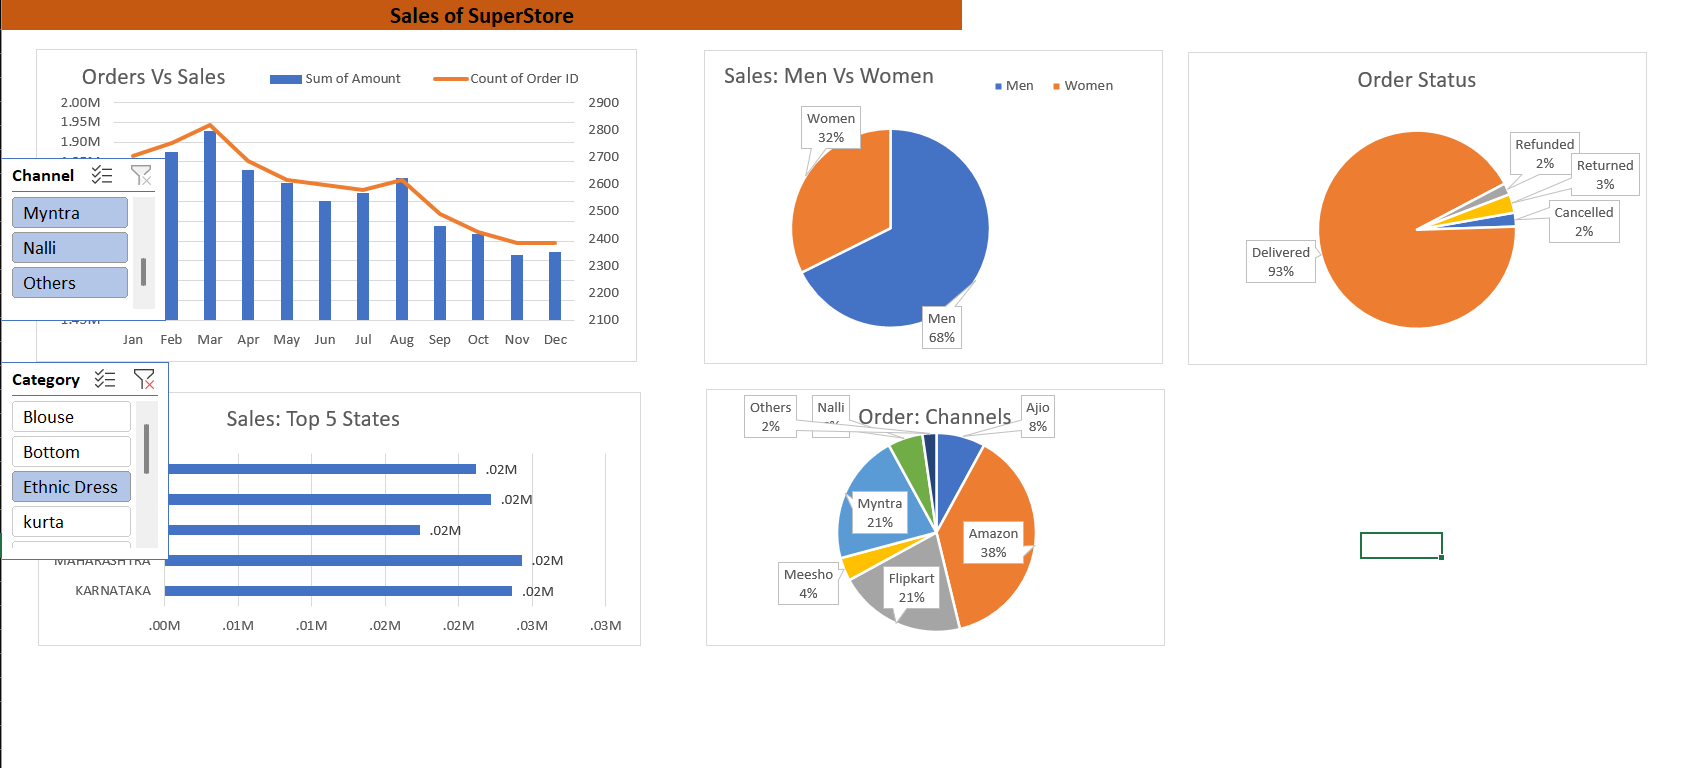 Sales of SuperStore
Orders Vs Sales
Sum of Amount
Count of Order ID
2.00M
1.95M
1.90M
2900
2800
2700
2600
2500
2400
2300
2200
2100
Jan Feb Mar Apr May Jun Jul Aug Sep Oct Nov Dec
Channel
Myntra
Nalli
Others
Sales: Men Vs Women
Men Women
Women
32%
Men
68%
Order Status
Refunded
2%
Returned
3%
Cancelled
2%
Delivered
93%
Category
Blouse
Bottom
Ethnic Dress
kurta
Sales: Top 5 States
.02M
.02M
.02M
MAHARASHTRA .02M
KARNATAKA .02M
.00M .01M .01M .02M .02M .03M .03M
Order: Channels
Others
2%
Nalli
Ajio
8%
Myntra
21%
Amazon
38%
Meesho
4%
Flipkart
21%